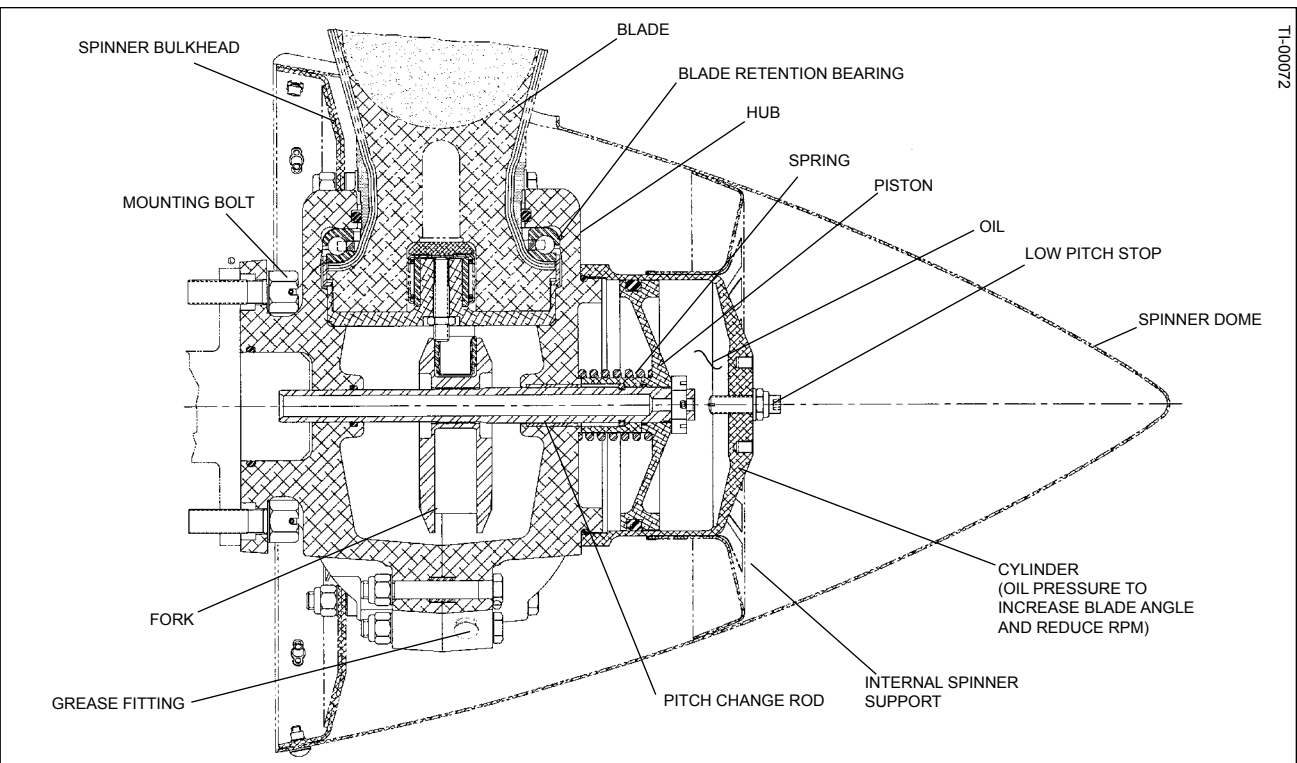 TI-00072
SPINNER BULKHEAD
BLADE
BLADE RETENTION BEARING
HUB
SPRING
PISTON
MOUNTING BOLT
OIL
LOW PITCH STOP
SPINNER DOME
FORK
CYLINDER
(OIL PRESSURE TO
INCREASE BLADE ANGLE
AND REDUCE RPM)
GREASE FITTING
PITCH CHANGE ROD
INTERNAL SPINNER
SUPPORT